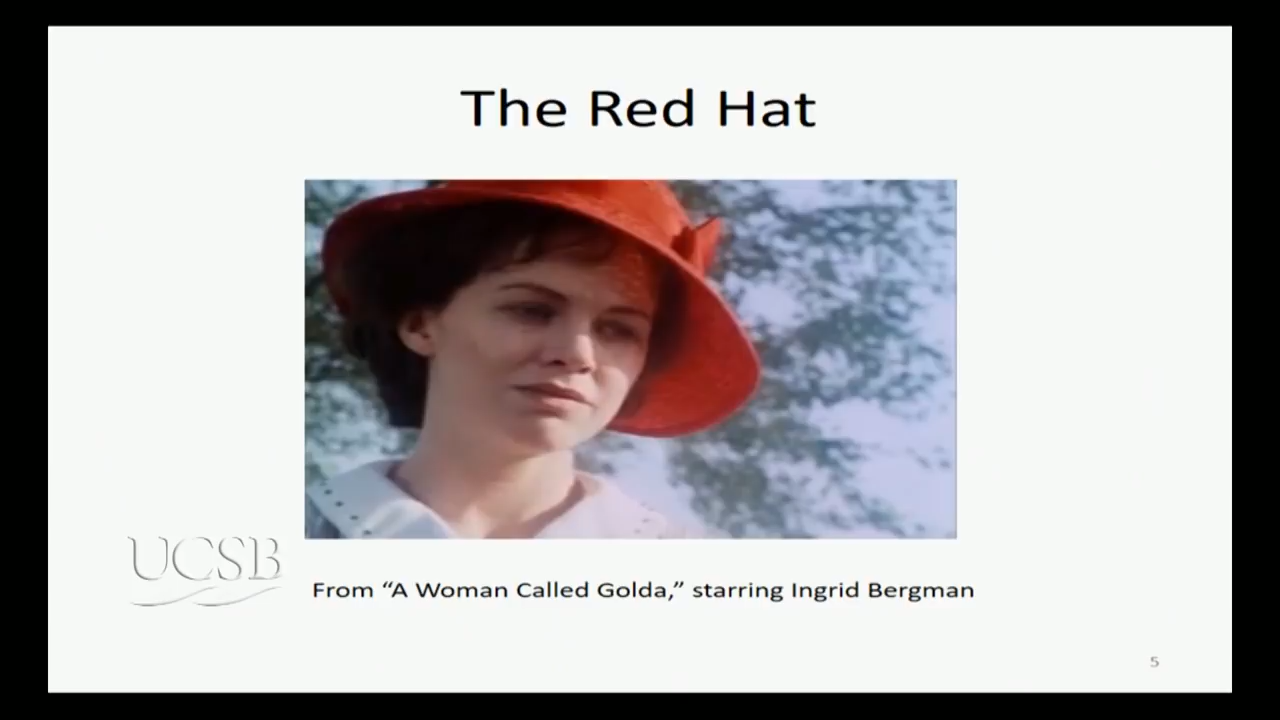 The Red Hat
UCSB
From “A Woman Called Golda,” starring Ingrid Bergman
5